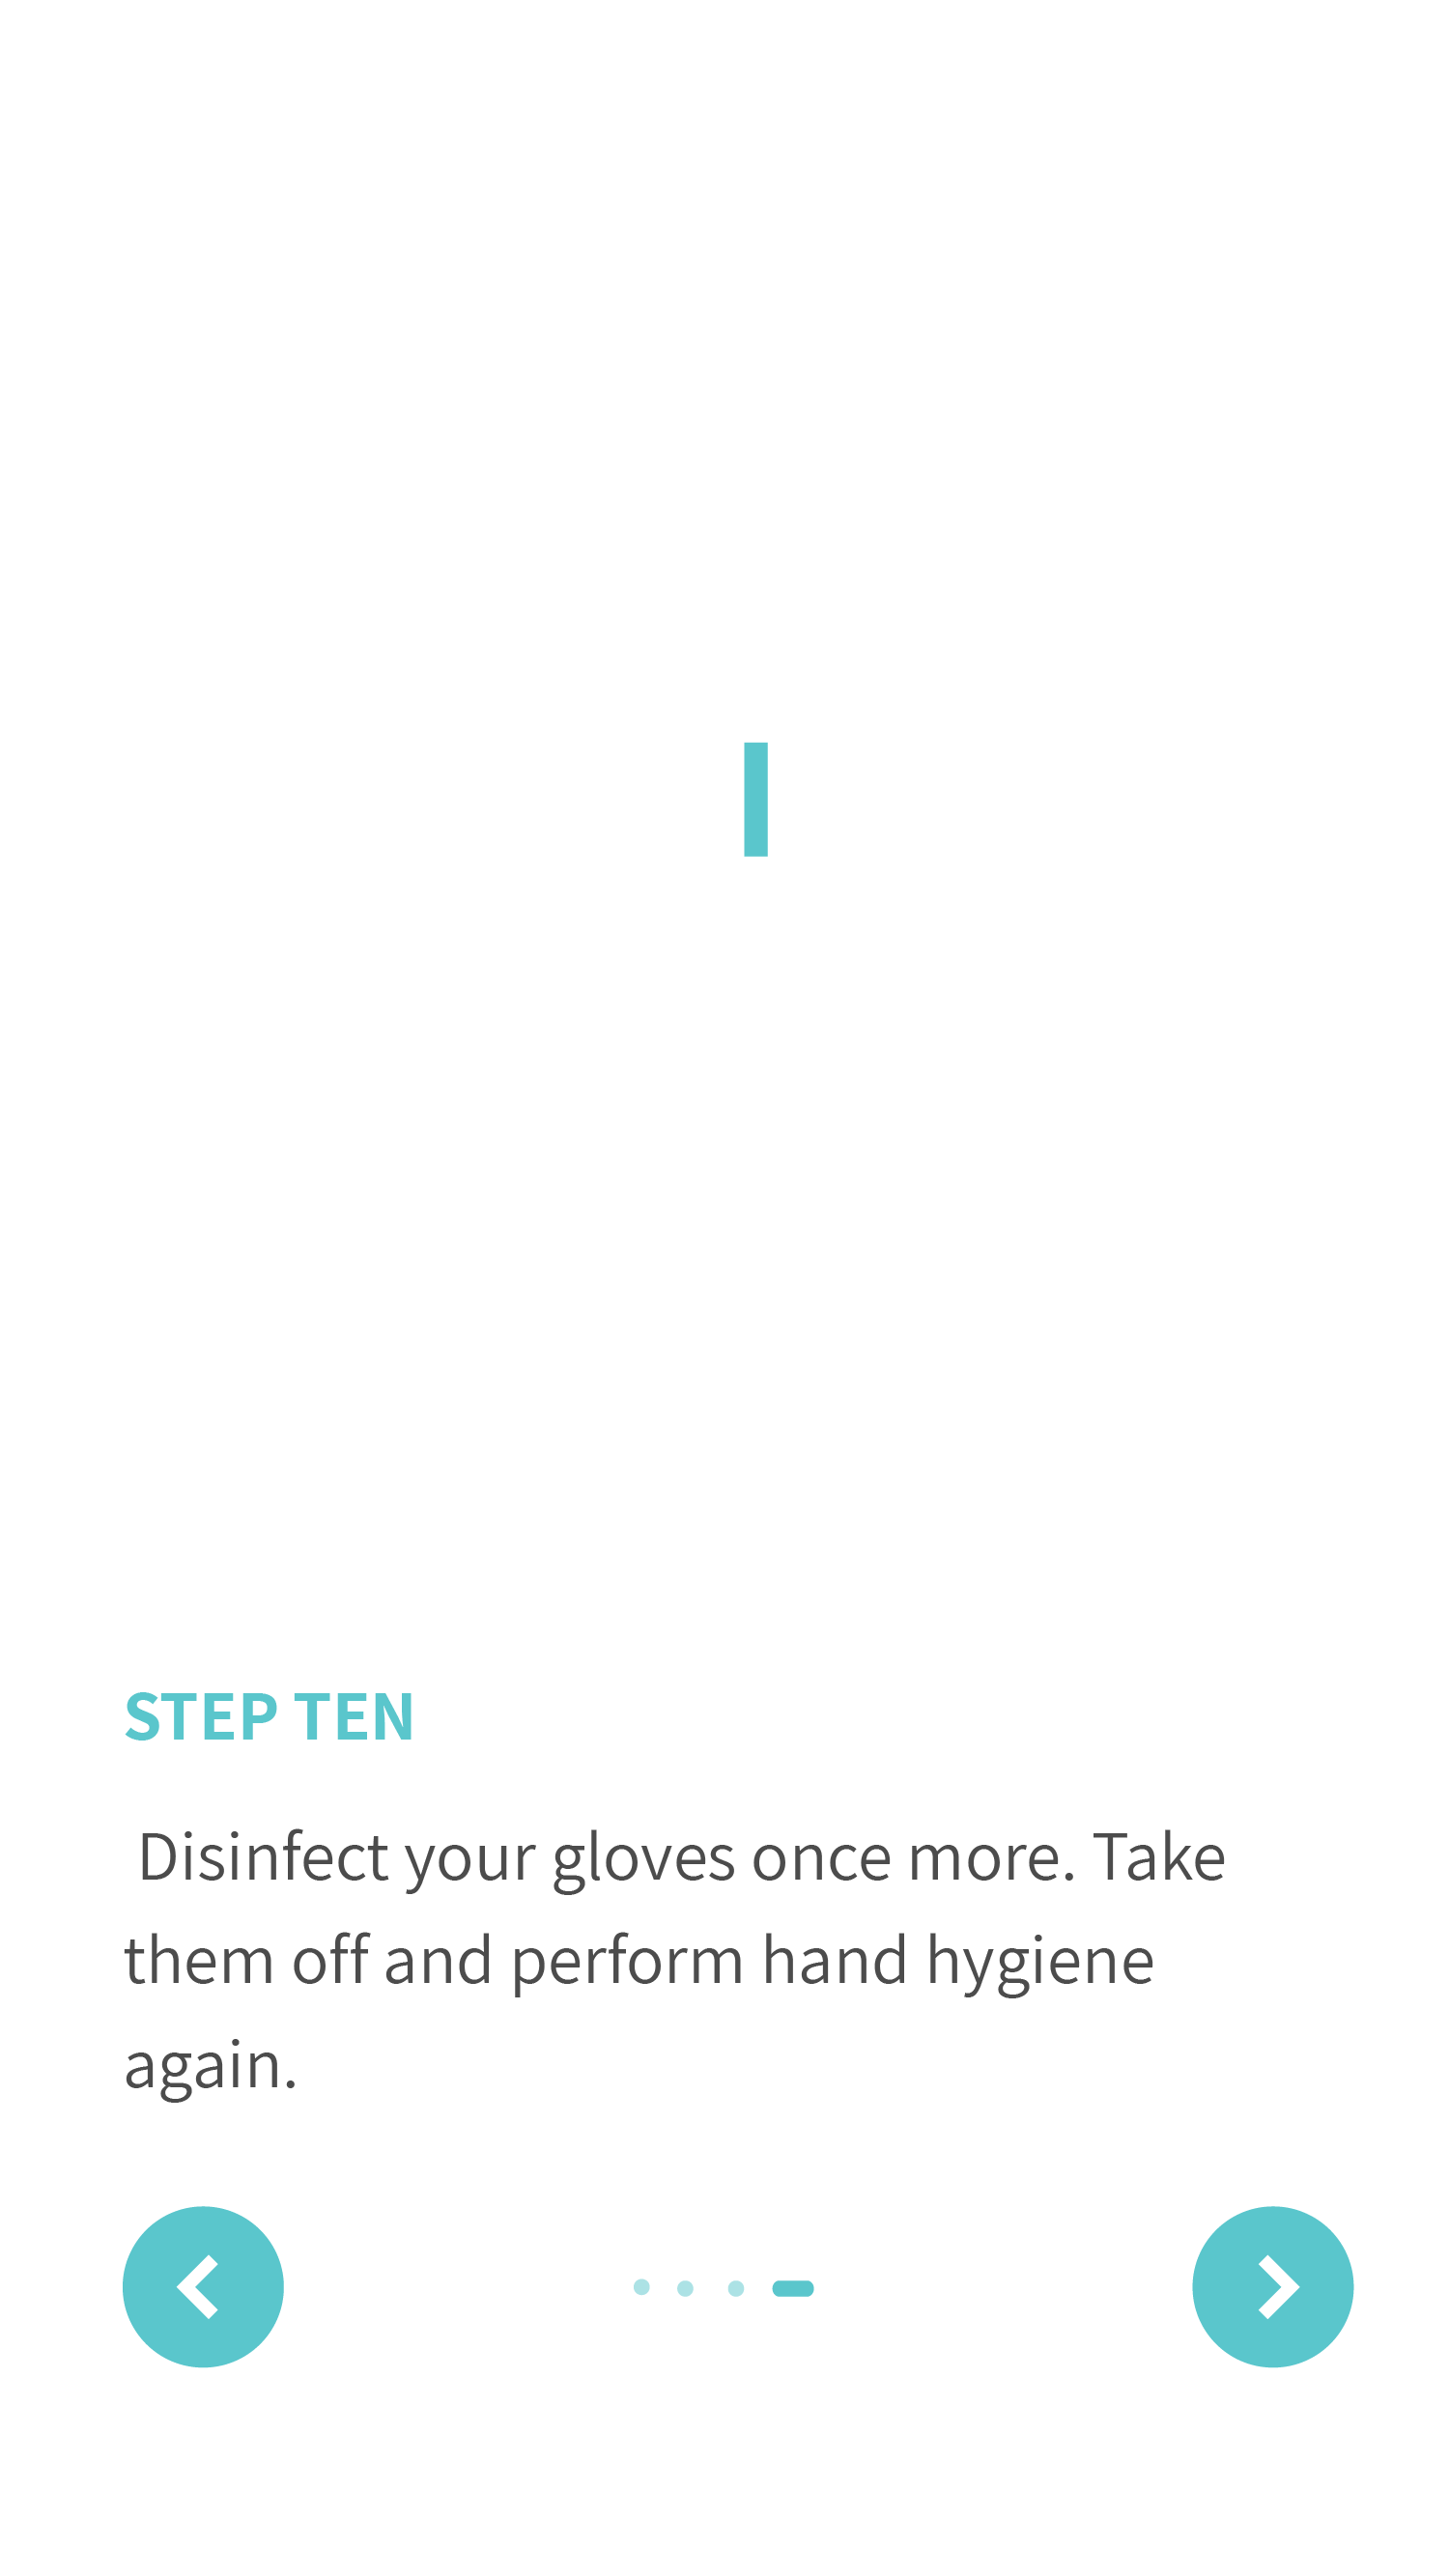 STEP TEN
Disinfect your gloves once more. Take
them off and perform hand hygiene
again.